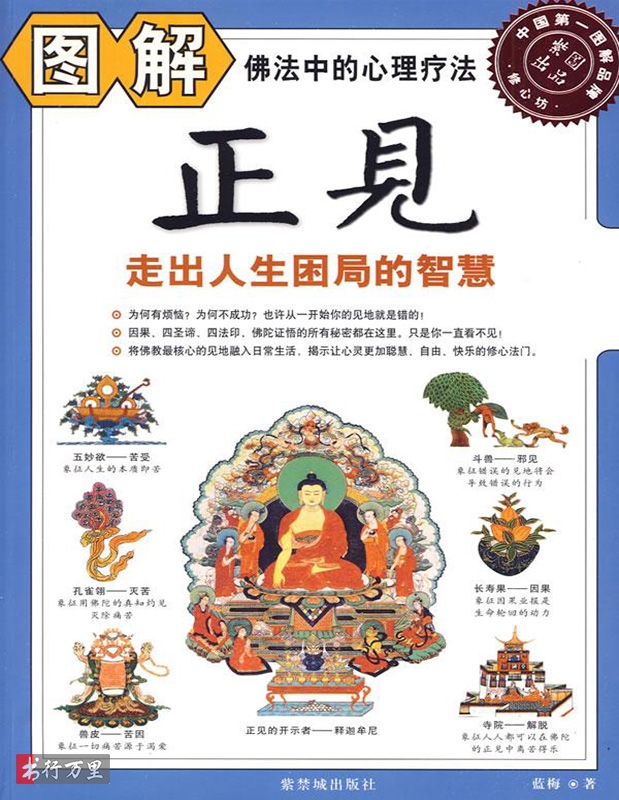 图解
佛法中的心理疗法
中国第一图解品牌
紫图
出品
·修心坊·
正見
走出人生困局的智慧
为何有烦恼？为何不成功？也许从一开始你的见地就是错的！
因果、四圣谛、四法印，佛陀证悟的所有秘密都在这里。只是你一直看不见！
将佛教最核心的见地融入日常生活，揭示让心灵更加聪慧、自由、快乐的修心法门。
五妙欲——苦受
象征人生的本质即苦
斗兽——邪见
象征错误的见地将会
导致错误的行为
孔雀翎——灭苦
象征用佛陀的真知灼见
灭除痛苦
长寿果——因果
象征因果业报是
生命轮回的动力
兽皮——苦因
象征一切痛苦源于渴爱
正见的开示者——释迦牟尼
寺院——解脱
象征人人都可以在佛陀
的正见中离苦得乐
书行万里
紫禁城出版社
蓝梅◎著